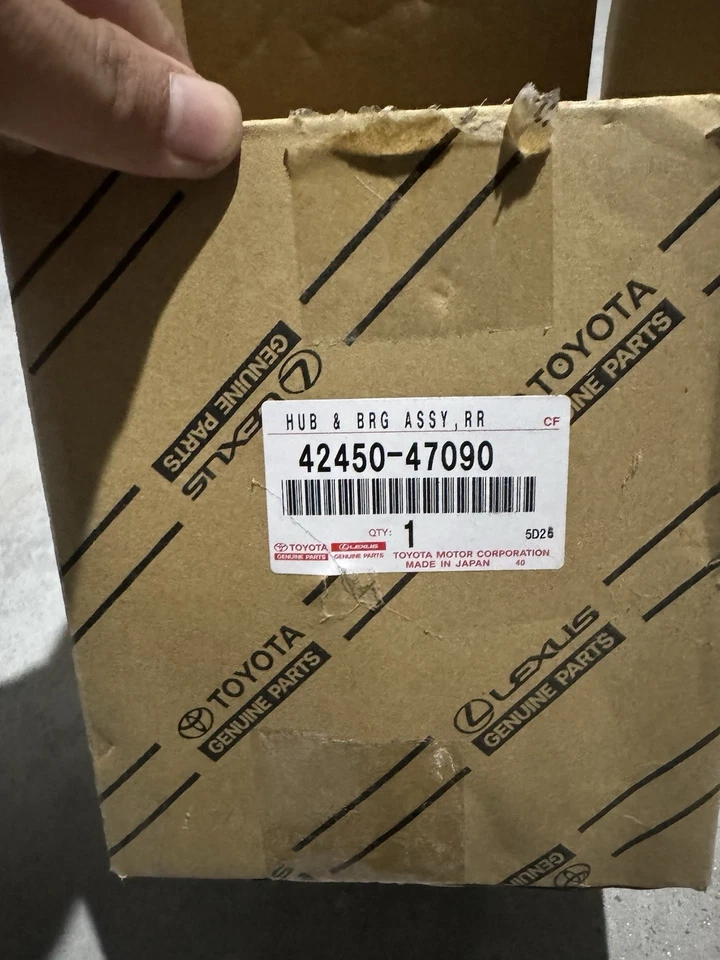 TOYOTA
GENUINE PARTS
LEXUS
GENUINE PARTS
HUB & BRG ASSY,RR CF
42450-47090
QTY: 1 5D26
TOYOTA LEXUS
GENUINE PARTS GENUINE PARTS
TOYOTA MOTOR CORPORATION
MADE IN JAPAN 40
TOYOTA
GENUINE PARTS
LEXUS
GENUINE PARTS